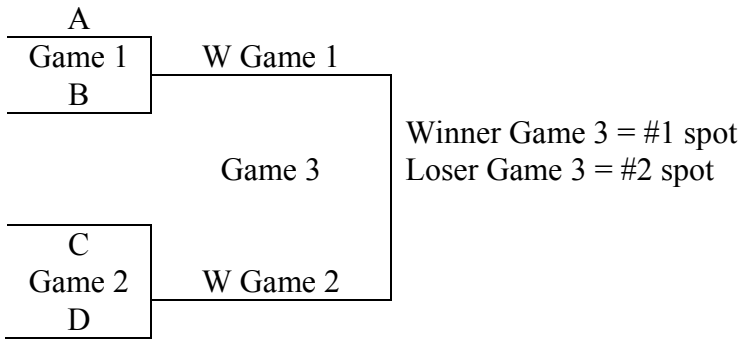 A
Game 1
W Game 1
B
Winner Game 3 = #1 spot
Game 3
Loser Game 3 = #2 spot
C
Game 2
W Game 2
D